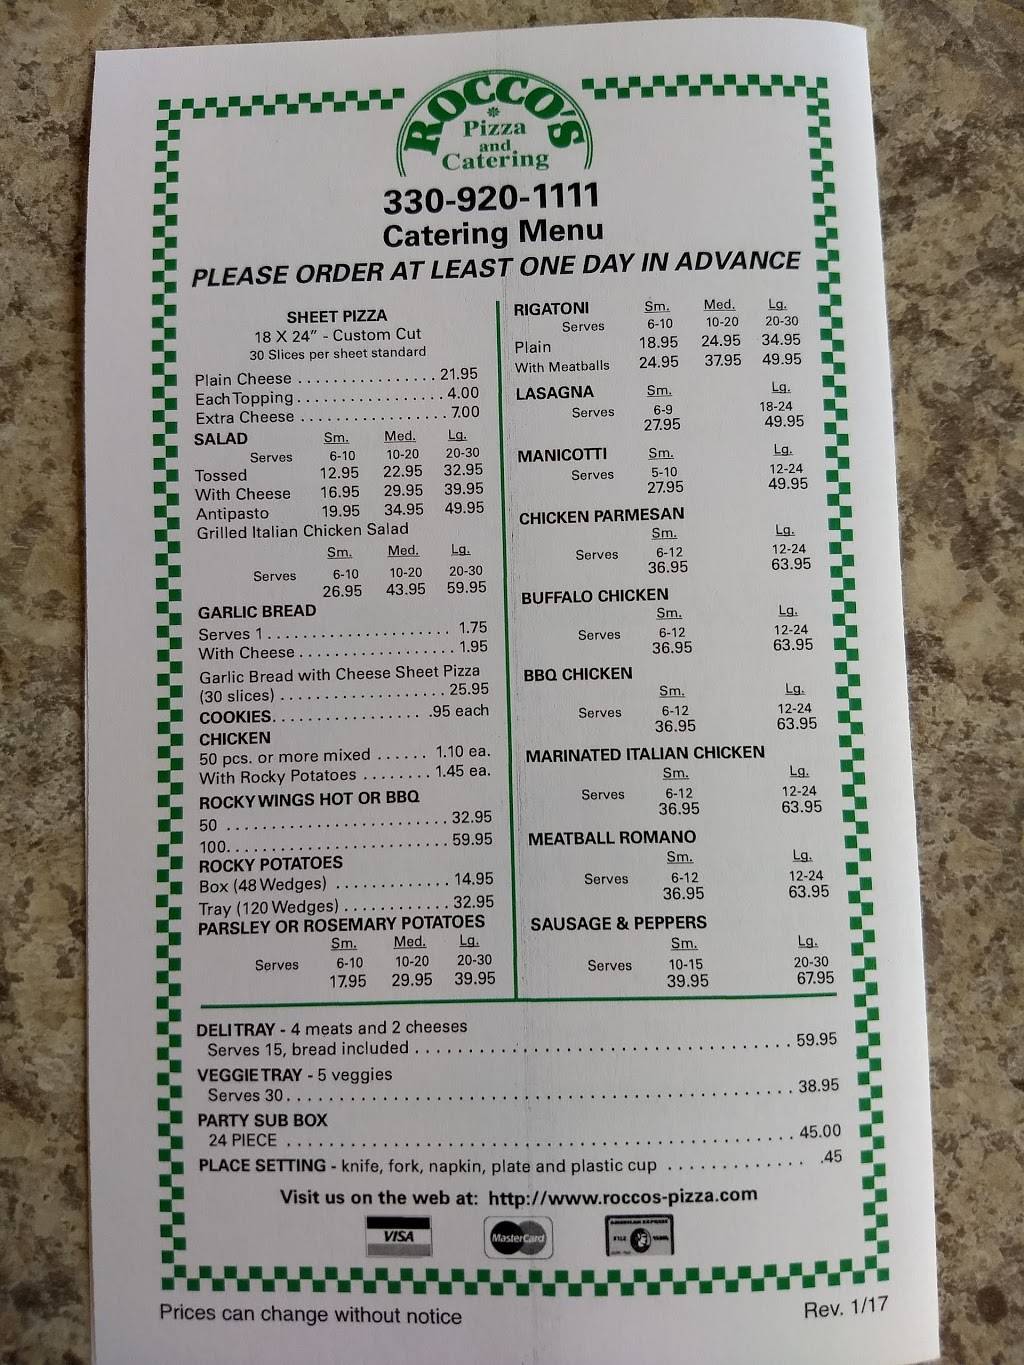 ROCCO'S
Pizza
and
Catering
330-920-1111
Catering Menu
PLEASE ORDER AT LEAST ONE DAY IN ADVANCE
SHEET PIZZA
18 X 24" - Custom Cut
30 Slices per sheet standard
Plain Cheese . . . . . . . . . . . . . . . . 21.95
Each Topping . . . . . . . . . . . . . . . . . 4.00
Extra Cheese . . . . . . . . . . . . . . . . . 7.00
SALAD Sm. Med. Lg.
Serves 6-10 10-20 20-30
Tossed 12.95 22.95 32.95
With Cheese 16.95 29.95 39.95
Antipasto 19.95 34.95 49.95
Grilled Italian Chicken Salad
Sm. Med. Lg.
Serves 6-10 10-20 20-30
26.95 43.95 59.95
GARLIC BREAD
Serves 1 . . . . . . . . . . . . . . . . . . . . . 1.75
With Cheese . . . . . . . . . . . . . . . . . . 1.95
Garlic Bread with Cheese Sheet Pizza
(30 slices) . . . . . . . . . . . . . . . . . . . 25.95
COOKIES. . . . . . . . . . . . . . . . . .95 each
CHICKEN
50 pcs. or more mixed . . . . . . 1.10 ea.
With Rocky Potatoes . . . . . . . . 1.45 ea.
ROCKY WINGS HOT OR BBQ
50 . . . . . . . . . . . . . . . . . . . . . . . . . 32.95
100. . . . . . . . . . . . . . . . . . . . . . . . . 59.95
ROCKY POTATOES
Box (48 Wedges) . . . . . . . . . . . . . 14.95
Tray (120 Wedges) . . . . . . . . . . . . 32.95
PARSLEY OR ROSEMARY POTATOES
Sm. Med. Lg.
Serves 6-10 10-20 20-30
17.95 29.95 39.95
RIGATONI Sm. Med. Lg.
Serves 6-10 10-20 20-30
Plain 18.95 24.95 34.95
With Meatballs 24.95 37.95 49.95
LASAGNA Sm. Lg.
Serves 6-9 18-24
27.95 49.95
MANICOTTI Sm. Lg.
Serves 5-10 12-24
27.95 49.95
CHICKEN PARMESAN
Sm. Lg.
Serves 6-12 12-24
36.95 63.95
BUFFALO CHICKEN
Sm. Lg.
Serves 6-12 12-24
36.95 63.95
BBQ CHICKEN
Sm. Lg.
Serves 6-12 12-24
36.95 63.95
MARINATED ITALIAN CHICKEN
Sm. Lg.
Serves 6-12 12-24
36.95 63.95
MEATBALL ROMANO
Sm. Lg.
Serves 6-12 12-24
36.95 63.95
SAUSAGE & PEPPERS
Sm. Lg.
Serves 10-15 20-30
39.95 67.95
DELI TRAY - 4 meats and 2 cheeses
Serves 15, bread included . . . . . . . . . . . . . . . . . . . . . . . . . . . . . . . . . . . . 59.95
VEGGIE TRAY - 5 veggies
Serves 30 . . . . . . . . . . . . . . . . . . . . . . . . . . . . . . . . . . . . . . . . . . . . . . . . 38.95
PARTY SUB BOX
24 PIECE . . . . . . . . . . . . . . . . . . . . . . . . . . . . . . . . . . . . . . . . . . . . . . . . 45.00
PLACE SETTING - knife, fork, napkin, plate and plastic cup . . . . . . . . . . . . . .45
Visit us on the web at: http://www.roccos-pizza.com
VISA
MasterCard
AMERICAN EXPRESS
Prices can change without notice
Rev. 1/17